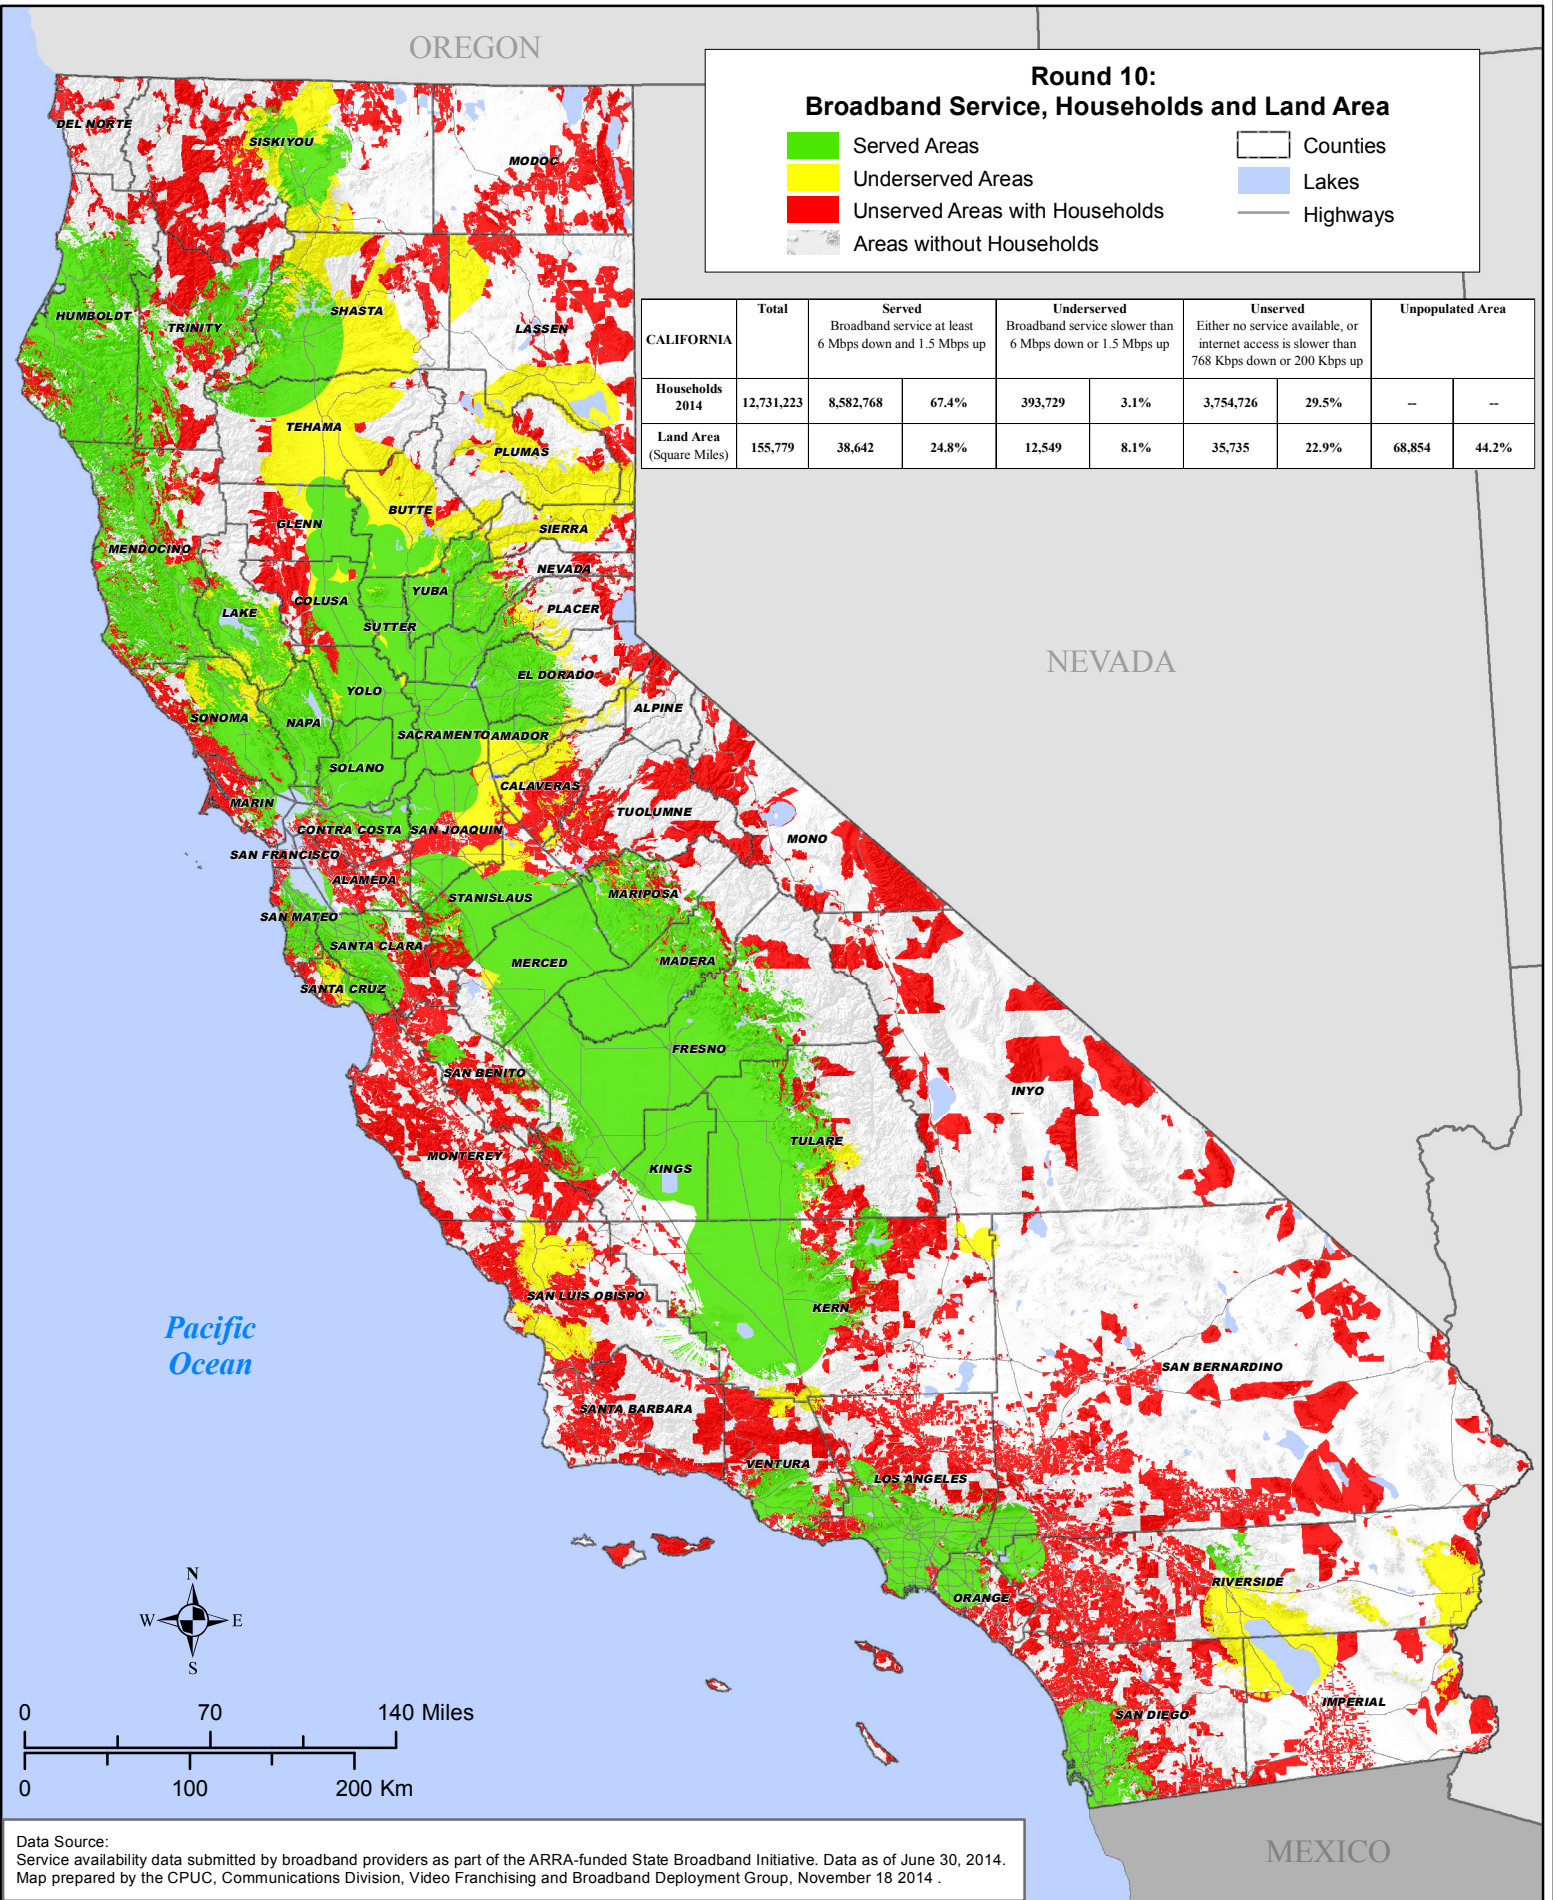 OREGON
Round 10:
Broadband Service, Households and Land Area
Served Areas
Underserved Areas
Unserved Areas with Households
Areas without Households
Counties
Lakes
Highways
CALIFORNIA
Total
Served
Broadband service at least
6 Mbps down and 1.5 Mbps up
Underserved
Broadband service slower than
6 Mbps down or 1.5 Mbps up
Unserved
Either no service available, or
internet access is slower than
768 Kbps down or 200 Kbps up
Unpopulated Area
Households
2014
12,731,223
8,582,768
67.4%
393,729
3.1%
3,754,726
29.5%
--
--
Land Area
(Square Miles)
155,779
38,642
24.8%
12,549
8.1%
35,735
22.9%
68,854
44.2%
DEL NORTE
SISKIYOU
MODOC
HUMBOLDT
TRINITY
SHASTA
LASSEN
TEHAMA
PLUMAS
GLENN
BUTTE
SIERRA
MENDOCINO
NEVADA
COLUSA
YUBA
LAKE
PLACER
SUTTER
NEVADA
EL DORADO
YOLO
ALPINE
SONOMA
NAPA
SACRAMENTO
AMADOR
SOLANO
CALAVERAS
MARIN
TUOLUMNE
CONTRA COSTA
SAN JOAQUIN
MONO
SAN FRANCISCO
ALAMEDA
STANISLAUS
MARIPOSA
SAN MATEO
SANTA CLARA
MERCED
MADERA
SANTA CRUZ
FRESNO
SAN BENITO
INYO
TULARE
MONTEREY
KINGS
SAN LUIS OBISPO
KERN
Pacific
Ocean
SAN BERNARDINO
SANTA BARBARA
VENTURA
LOS ANGELES
RIVERSIDE
ORANGE
N
W
E
S
IMPERIAL
SAN DIEGO
0
70
140 Miles
0
100
200 Km
MEXICO
Data Source:
Service availability data submitted by broadband providers as part of the ARRA-funded State Broadband Initiative. Data as of June 30, 2014.
Map prepared by the CPUC, Communications Division, Video Franchising and Broadband Deployment Group, November 18 2014 .